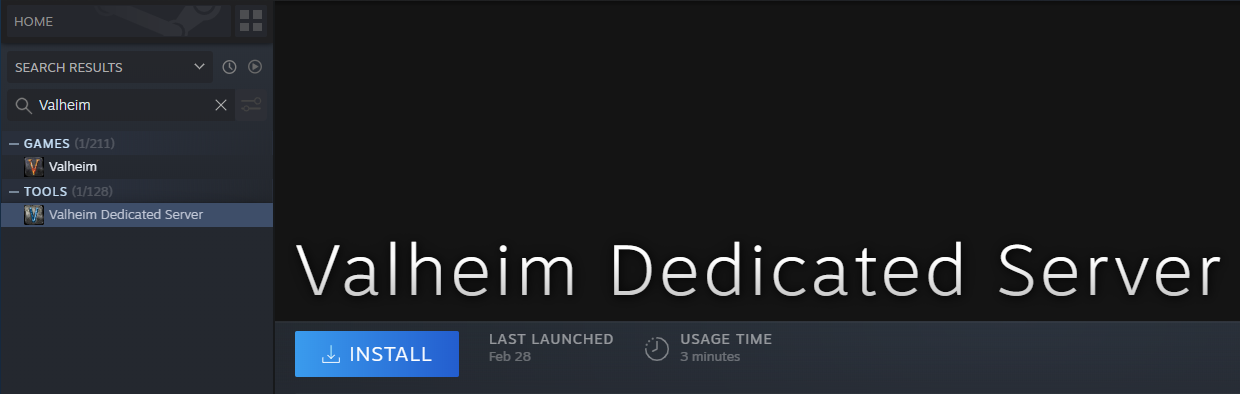 HOME
SEARCH RESULTS
Valheim
— GAMES (1/211)
Valheim
— TOOLS (1/128)
Valheim Dedicated Server
Valheim Dedicated Server
INSTALL
LAST LAUNCHED
Feb 28
USAGE TIME
3 minutes